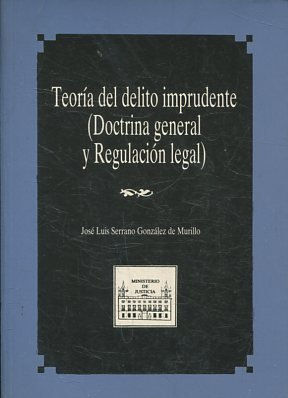 Teoría del delito imprudente
(Doctrina general
y Regulación legal)
José Luis Serrano González de Murillo
MINISTERIO
DE
JUSTICIA